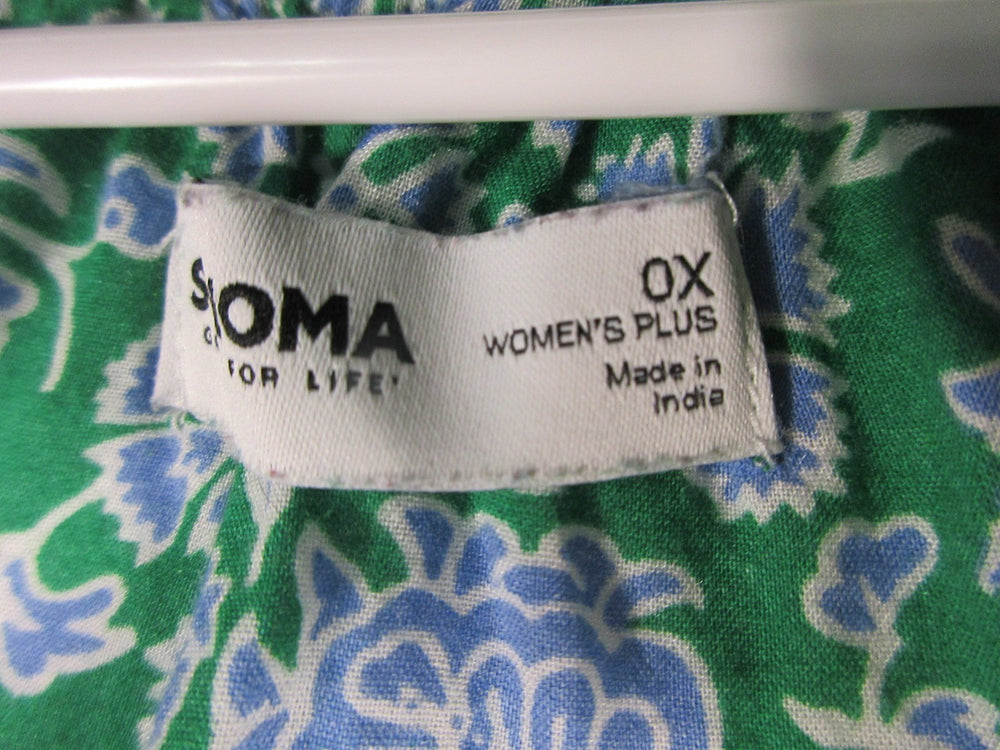 SOMA
FOR LIFE
0X
WOMEN'S PLUS
Made in
India